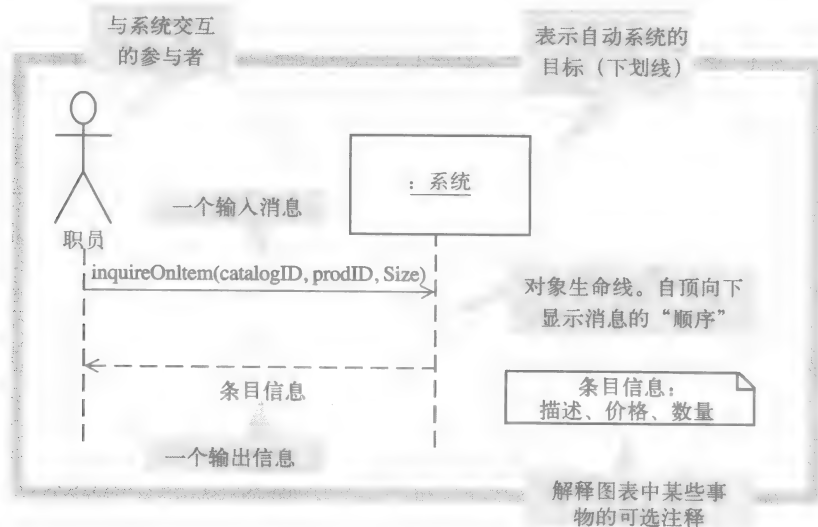 与系统交互
的参与者
表示自动系统的
目标（下划线）
：系统
一个输入消息
职员
inquireOnItem(catalogID, prodID, Size)
对象生命线。自顶向下
显示消息的“顺序”
条目信息
条目信息：
描述、价格、数量
一个输出信息
解释图表中某些事
物的可选注释